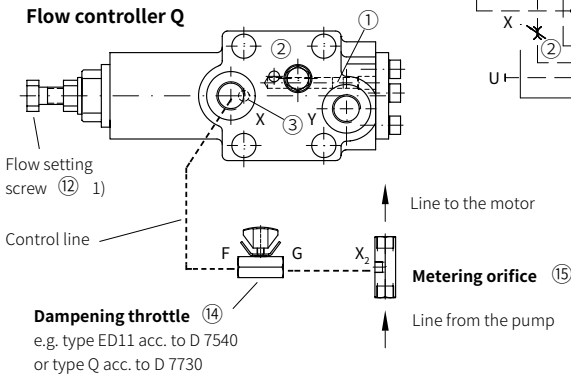 Flow controller Q
①
②
③
X
Y
X
②
U
Flow setting
screw ⑫ 1)
Control line
F
G
X₂
Line to the motor
Metering orifice ⑮
Line from the pump
Dampening throttle ⑭
e.g. type ED11 acc. to D 7540
or type Q acc. to D 7730